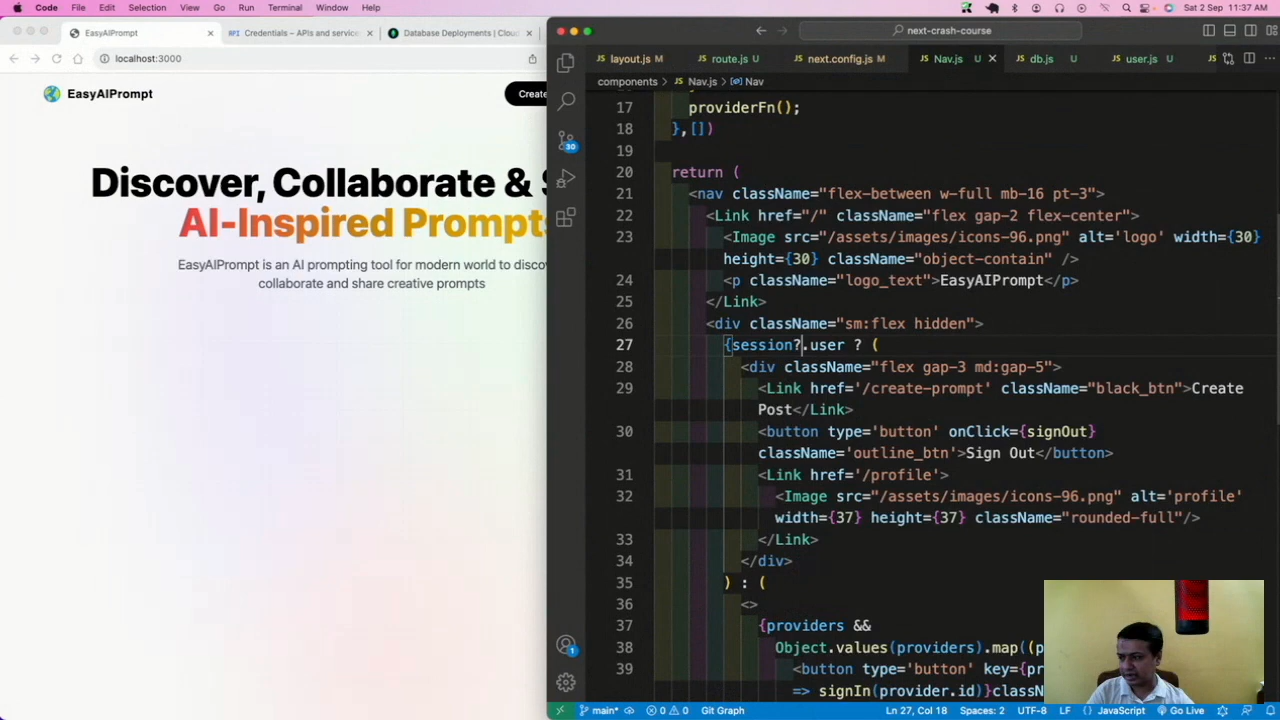 Code File Edit Selection View Go Run Terminal Window Help
Sat 2 Sep 11:37 AM
EasyAIPrompt
Credentials – APIs and service
Database Deployments | Cloud
localhost:3000
EasyAIPrompt
Create
Discover, Collaborate & S
AI-Inspired Prompts
EasyAIPrompt is an AI prompting tool for modern world to disco
collaborate and share creative prompts
next-crash-course
layout.js U
route.js U
next.config.js U
Nav.js U
db.js U
user.js U
components > Nav.js > Nav
17 providerFn();
18 },[])
19
20 return (
21 <nav className="flex-between w-full mb-16 pt-3">
22 <Link href="/" className="flex gap-2 flex-center">
23 <Image src="/assets/images/icons-96.png" alt='logo' width={30}
height={30} className="object-contain" />
24 <p className="logo_text">EasyAIPrompt</p>
25 </Link>
26 <div className="sm:flex hidden">
27 {session?.user ? (
28 <div className="flex gap-3 md:gap-5">
29 <Link href='/create-prompt' className="black_btn">Create
Post</Link>
30 <button type='button' onClick={signOut}
className='outline_btn'>Sign Out</button>
31 <Link href='/profile'>
32 <Image src="/assets/images/icons-96.png" alt='profile'
width={37} height={37} className="rounded-full"/>
33 </Link>
34 </div>
35 ) : (
36 <>
37 {providers &&
38 Object.values(providers).map((p
39 <button type='button' key={pr
=> signIn(provider.id)}class
30
1
main*
0 0
Git Graph
Ln 27, Col 18
Spaces: 2
UTF-8
LF
{} JavaScript
Go Live